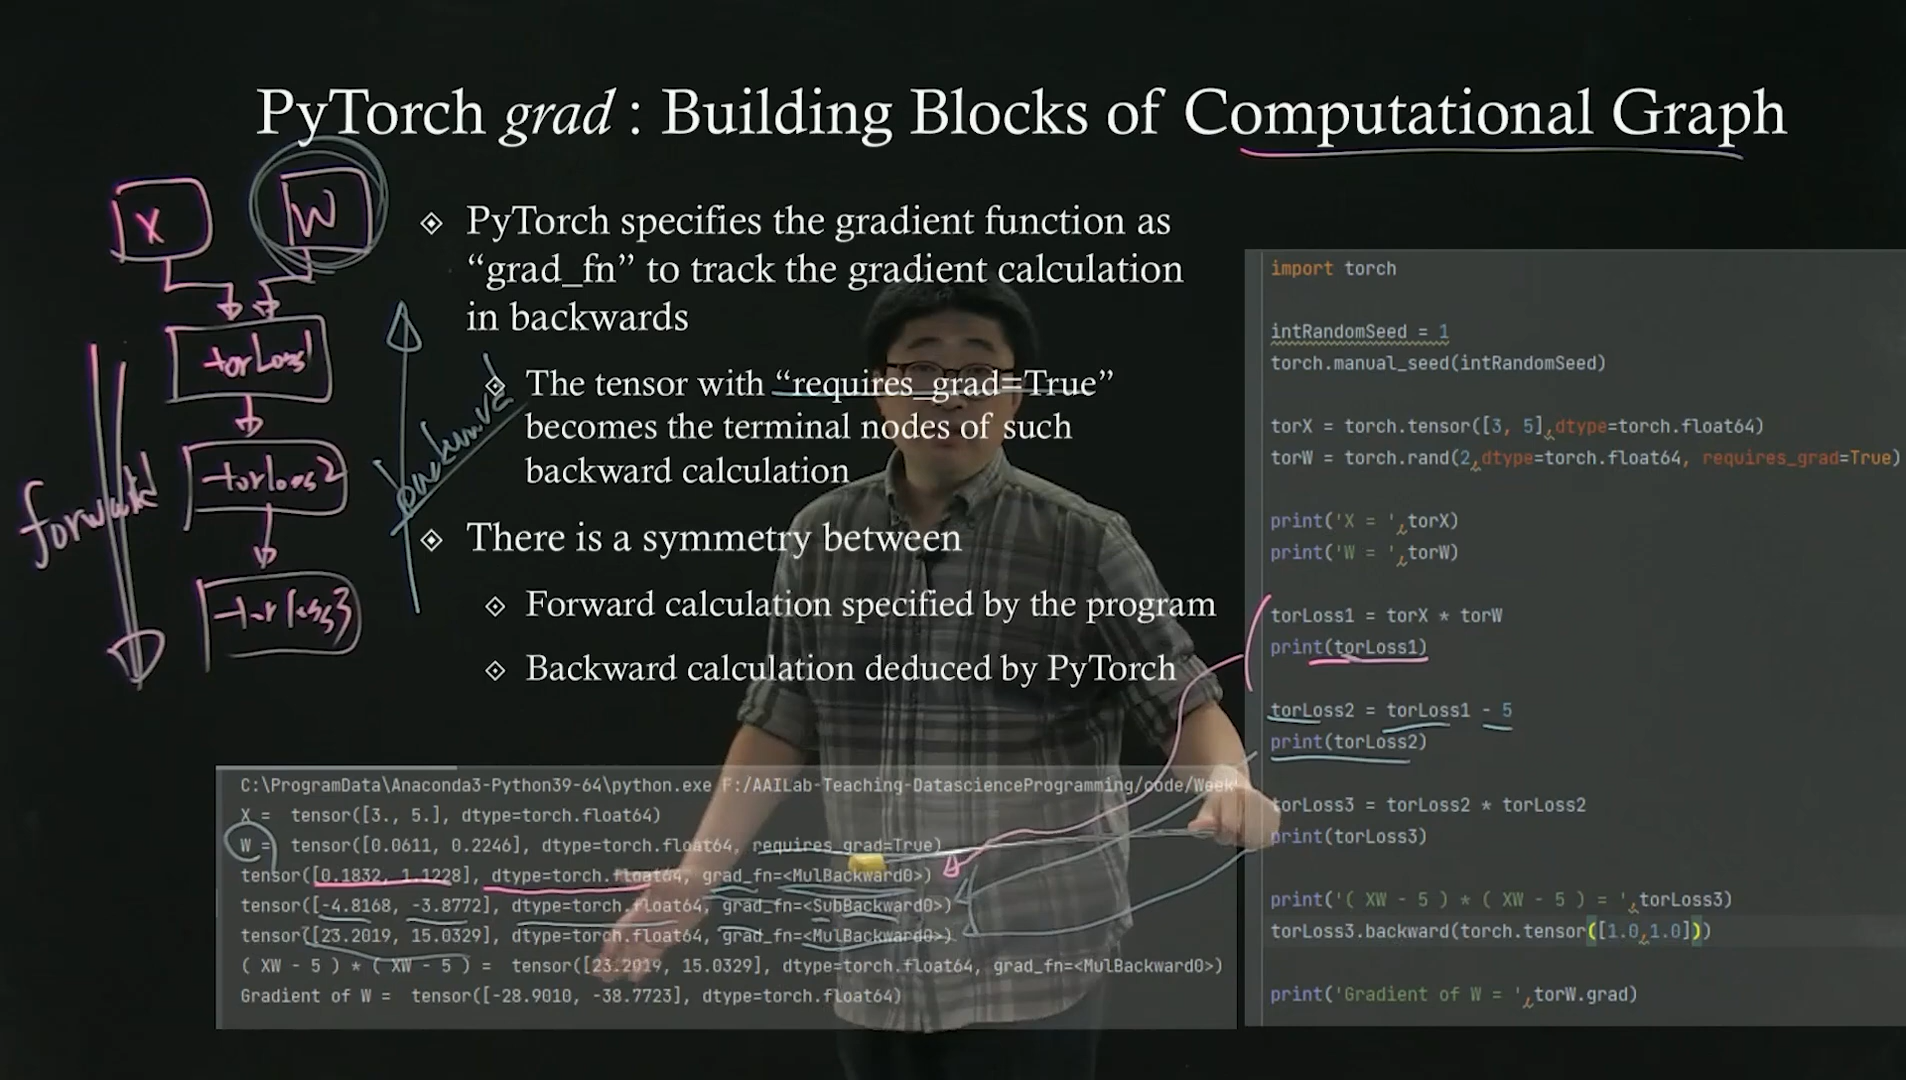 PyTorch grad : Building Blocks of Computational Graph
X
W
torLoss1
torLoss2
torLoss3
forward
backward
PyTorch specifies the gradient function as
“grad_fn” to track the gradient calculation
in backwards
The tensor with “requires_grad=True”
becomes the terminal nodes of such
backward calculation
There is a symmetry between
Forward calculation specified by the program
Backward calculation deduced by PyTorch
import torch
intRandomSeed = 1
torch.manual_seed(intRandomSeed)
torX = torch.tensor([3, 5],dtype=torch.float64)
torW = torch.rand(2,dtype=torch.float64, requires_grad=True)
print('X = ',torX)
print('W = ',torW)
torLoss1 = torX * torW
print(torLoss1)
torLoss2 = torLoss1 - 5
print(torLoss2)
torLoss3 = torLoss2 * torLoss2
print(torLoss3)
print('( XW - 5 ) * ( XW - 5 ) = ',torLoss3)
torLoss3.backward(torch.tensor([1.0,1.0]))
print('Gradient of W = ',torW.grad)
C:\ProgramData\Anaconda3-Python39-64\python.exe F:/AAILab-Teaching-DatascienceProgramming/code/Week
X =  tensor([3., 5.], dtype=torch.float64)
W =  tensor([0.0611, 0.2246], dtype=torch.float64, requires_grad=True)
tensor([0.1832, 1.1228], dtype=torch.float64, grad_fn=<MulBackward0>)
tensor([-4.8168, -3.8772], dtype=torch.float64, grad_fn=<SubBackward0>)
tensor([23.2019, 15.0329], dtype=torch.float64, grad_fn=<MulBackward0>)
( XW - 5 ) * ( XW - 5 ) =  tensor([23.2019, 15.0329], dtype=torch.float64, grad_fn=<MulBackward0>)
Gradient of W =  tensor([-28.9010, -38.7723], dtype=torch.float64)